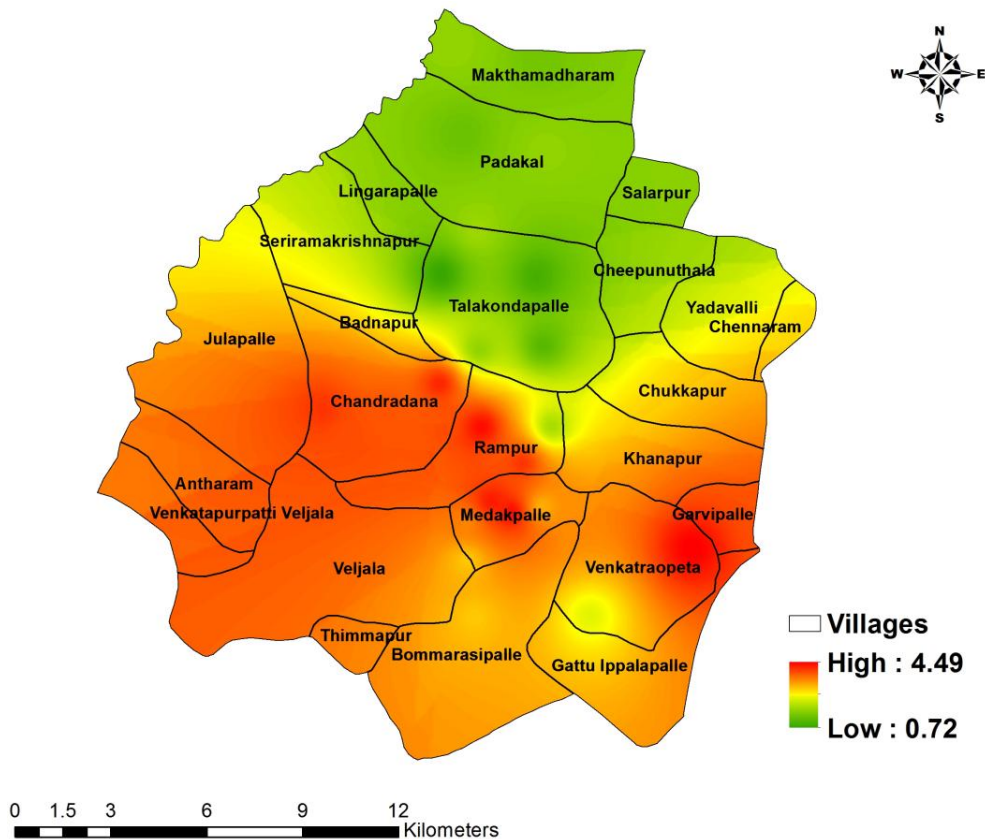 N
W E
S
Makthamadharam
Padakal
Salarpur
Lingarapalle
Seriramakrishnapur
Cheepunuthala
Talakondapalle
Yadavalli
Chennaram
Badnapur
Julapalle
Chukkapur
Chandradana
Rampur
Khanapur
Antharam
Venkatapurpatti Veljala
Medakpalle
Garvipalle
Veljala
Venkatraopeta
Thimmapur
Bommarasipalle
Gattu Ippalapalle
Villages
High : 4.49
Low : 0.72
0 1.5 3 6 9 12
Kilometers